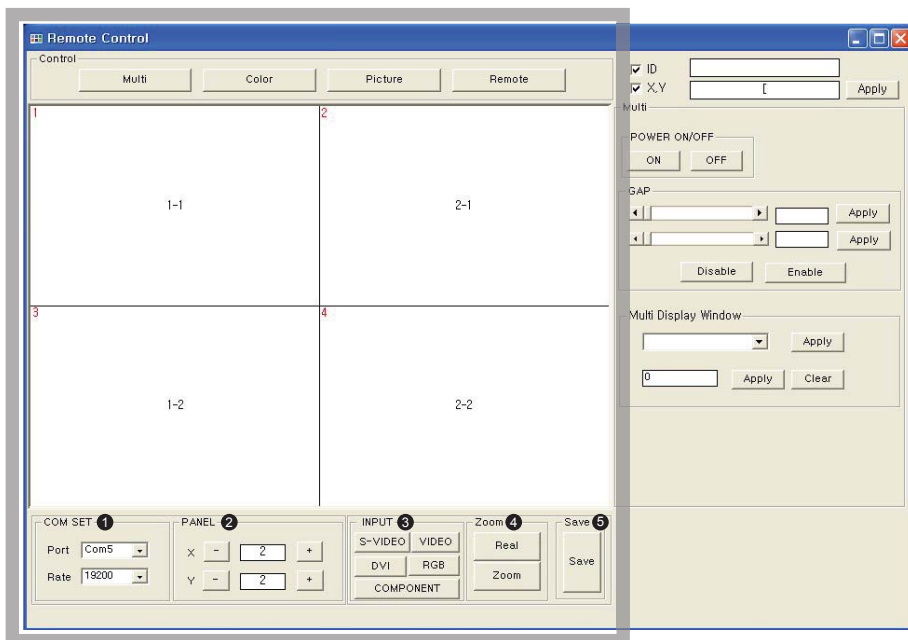 Remote Control
Control
Multi Color Picture Remote
ID
X,Y [ Apply
Multi
POWER ON/OFF
ON OFF
GAP
Apply
Apply
Disable Enable
Multi Display Window
Apply
0 Apply Clear
1 2
1-1 2-1
3 4
1-2 2-2
COM SET 1 PANEL 2 INPUT 3 Zoom 4 Save 5
Port Com5 X - 2 + S-VIDEO VIDEO Real Save
Rate 19200 Y - 2 + DVI RGB Zoom
COMPONENT